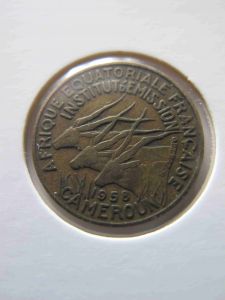 AFRIQUE EQUATORIALE FRANÇAISE
INSTITUT D'EMISSION
1958
CAMEROUN